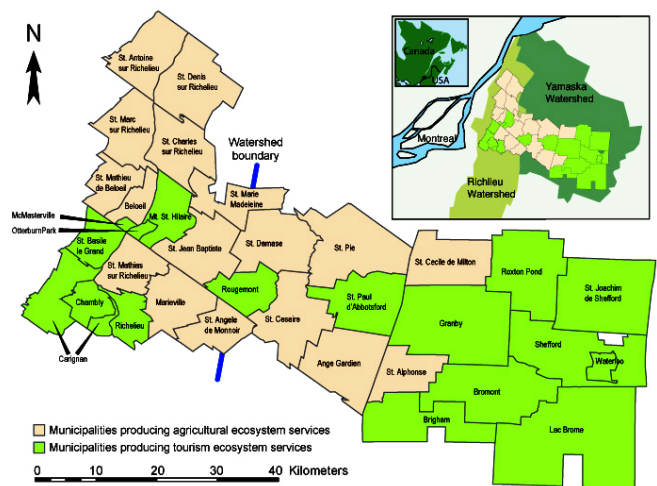 N
St. Antoine
sur Richelieu
St. Denis
sur Richelieu
St. Marc
sur Richelieu
St. Charles
sur Richelieu
Watershed
boundary
St. Mathieu
de Beloeil
Beloeil
Mt. St. Hilaire
St. Marie
Madeleine
McMasterville
OtterburnPark
St. Basile
le Grand
St. Jean Baptiste
St. Damase
St. Pie
St. Cecile de Milton
Roxton Pond
St. Joachim
de Shefford
St. Mathias
sur Richelieu
Rougemont
St. Paul
d'Abbotsford
Chambly
Marieville
Richelieu
St. Angele
de Monnoir
St. Cesaire
Granby
Shefford
Waterloo
Carignan
Ange Gardien
St. Alphonse
Bromont
Brigham
Lac Brome
Canada
USA
Yamaska
Watershed
Montreal
Richlieu
Watershed
Municipalities producing agricultural ecosystem services
Municipalities producing tourism ecosystem services
0 10 20 30 40 Kilometers